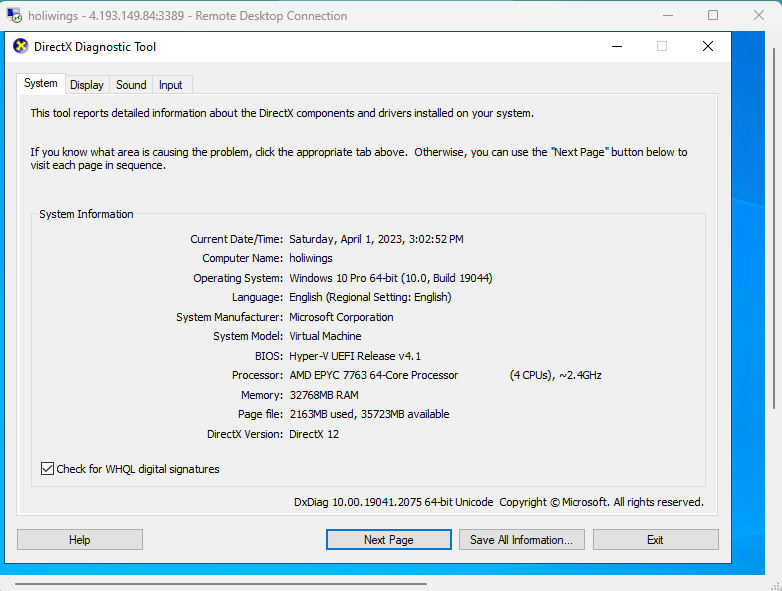 holiwings - 4.193.149.84:3389 - Remote Desktop Connection
DirectX Diagnostic Tool
System Display Sound Input
This tool reports detailed information about the DirectX components and drivers installed on your system.
If you know what area is causing the problem, click the appropriate tab above.  Otherwise, you can use the "Next Page" button below to
visit each page in sequence.
System Information
Current Date/Time: Saturday, April 1, 2023, 3:02:52 PM
Computer Name: holiwings
Operating System: Windows 10 Pro 64-bit (10.0, Build 19044)
Language: English (Regional Setting: English)
System Manufacturer: Microsoft Corporation
System Model: Virtual Machine
BIOS: Hyper-V UEFI Release v4.1
Processor: AMD EPYC 7763 64-Core Processor (4 CPUs), ~2.4GHz
Memory: 32768MB RAM
Page file: 2163MB used, 35723MB available
DirectX Version: DirectX 12
Check for WHQL digital signatures
DxDiag 10.00.19041.2075 64-bit Unicode  Copyright © Microsoft. All rights reserved.
Help Next Page Save All Information... Exit